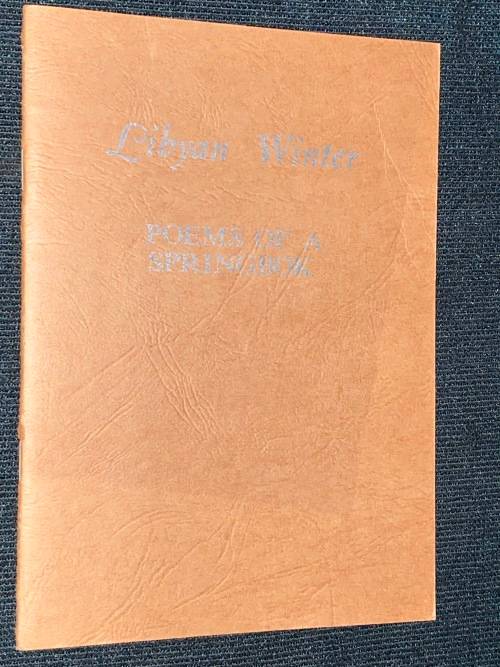 Libyan Winter
POEMS OF A
SPRINGBOK